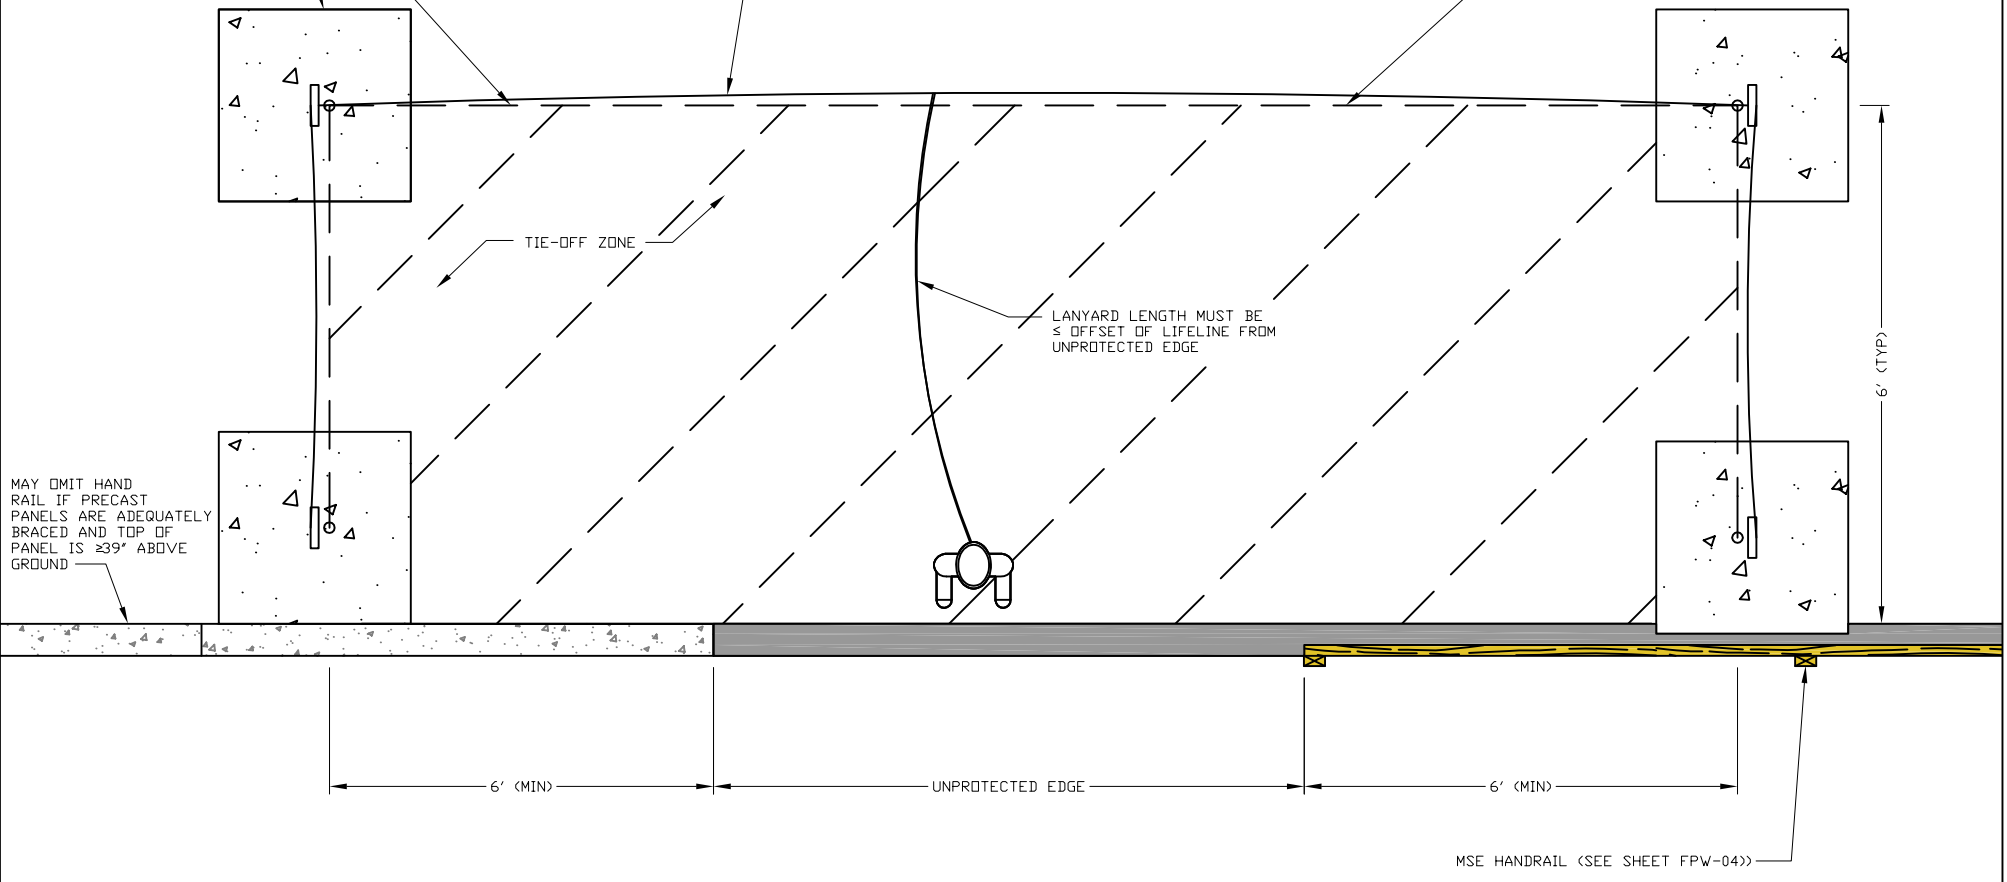 TIE-OFF ZONE
LANYARD LENGTH MUST BE
≤ OFFSET OF LIFELINE FROM
UNPROTECTED EDGE
6' (TYP)
MAY OMIT HAND
RAIL IF PRECAST
PANELS ARE ADEQUATELY
BRACED AND TOP OF
PANEL IS ≥39" ABOVE
GROUND
6' (MIN)
UNPROTECTED EDGE
6' (MIN)
MSE HANDRAIL (SEE SHEET FPW-04))